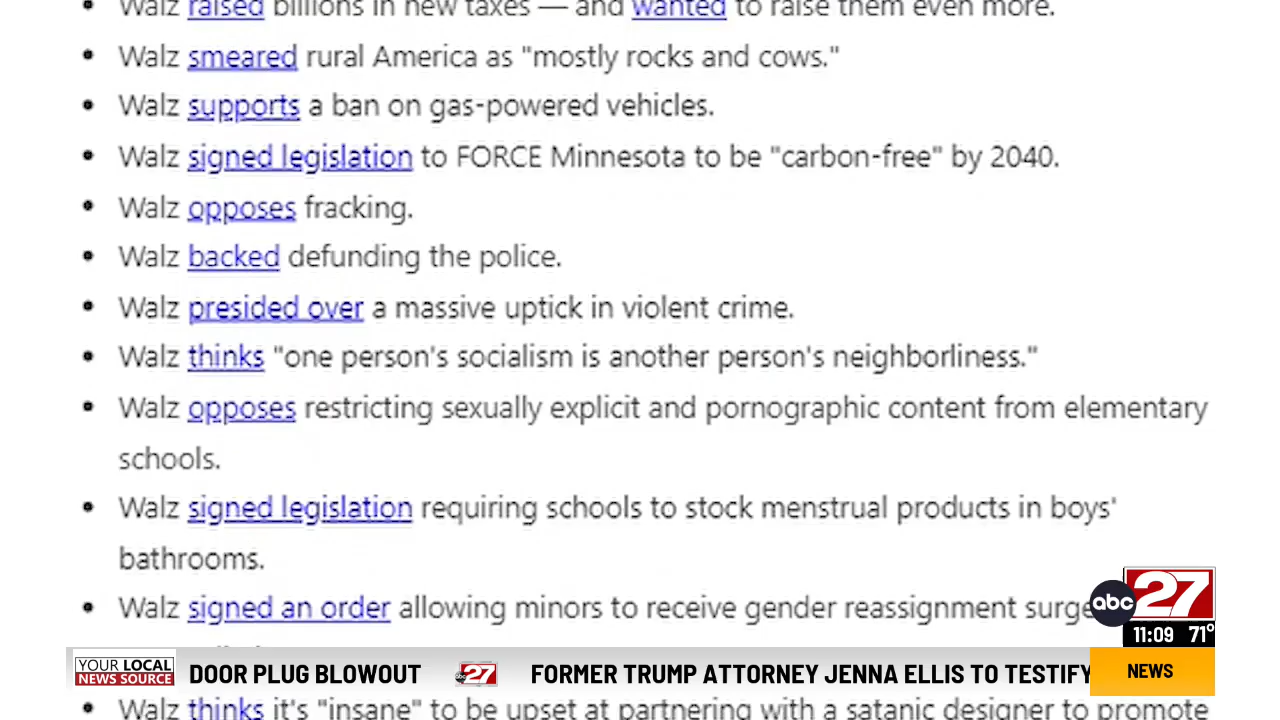 Walz raised billions in new taxes — and wanted to raise them even more.
Walz smeared rural America as "mostly rocks and cows."
Walz supports a ban on gas-powered vehicles.
Walz signed legislation to FORCE Minnesota to be "carbon-free" by 2040.
Walz opposes fracking.
Walz backed defunding the police.
Walz presided over a massive uptick in violent crime.
Walz thinks "one person's socialism is another person's neighborliness."
Walz opposes restricting sexually explicit and pornographic content from elementary
schools.
Walz signed legislation requiring schools to stock menstrual products in boys'
bathrooms.
Walz signed an order allowing minors to receive gender reassignment
abc 27
11:09 71°
YOUR LOCAL
NEWS SOURCE
DOOR PLUG BLOWOUT abc 27 FORMER TRUMP ATTORNEY JENNA ELLIS TO TESTIFY
NEWS
Walz thinks it's "insane" to be upset at partnering with a satanic designer to promote